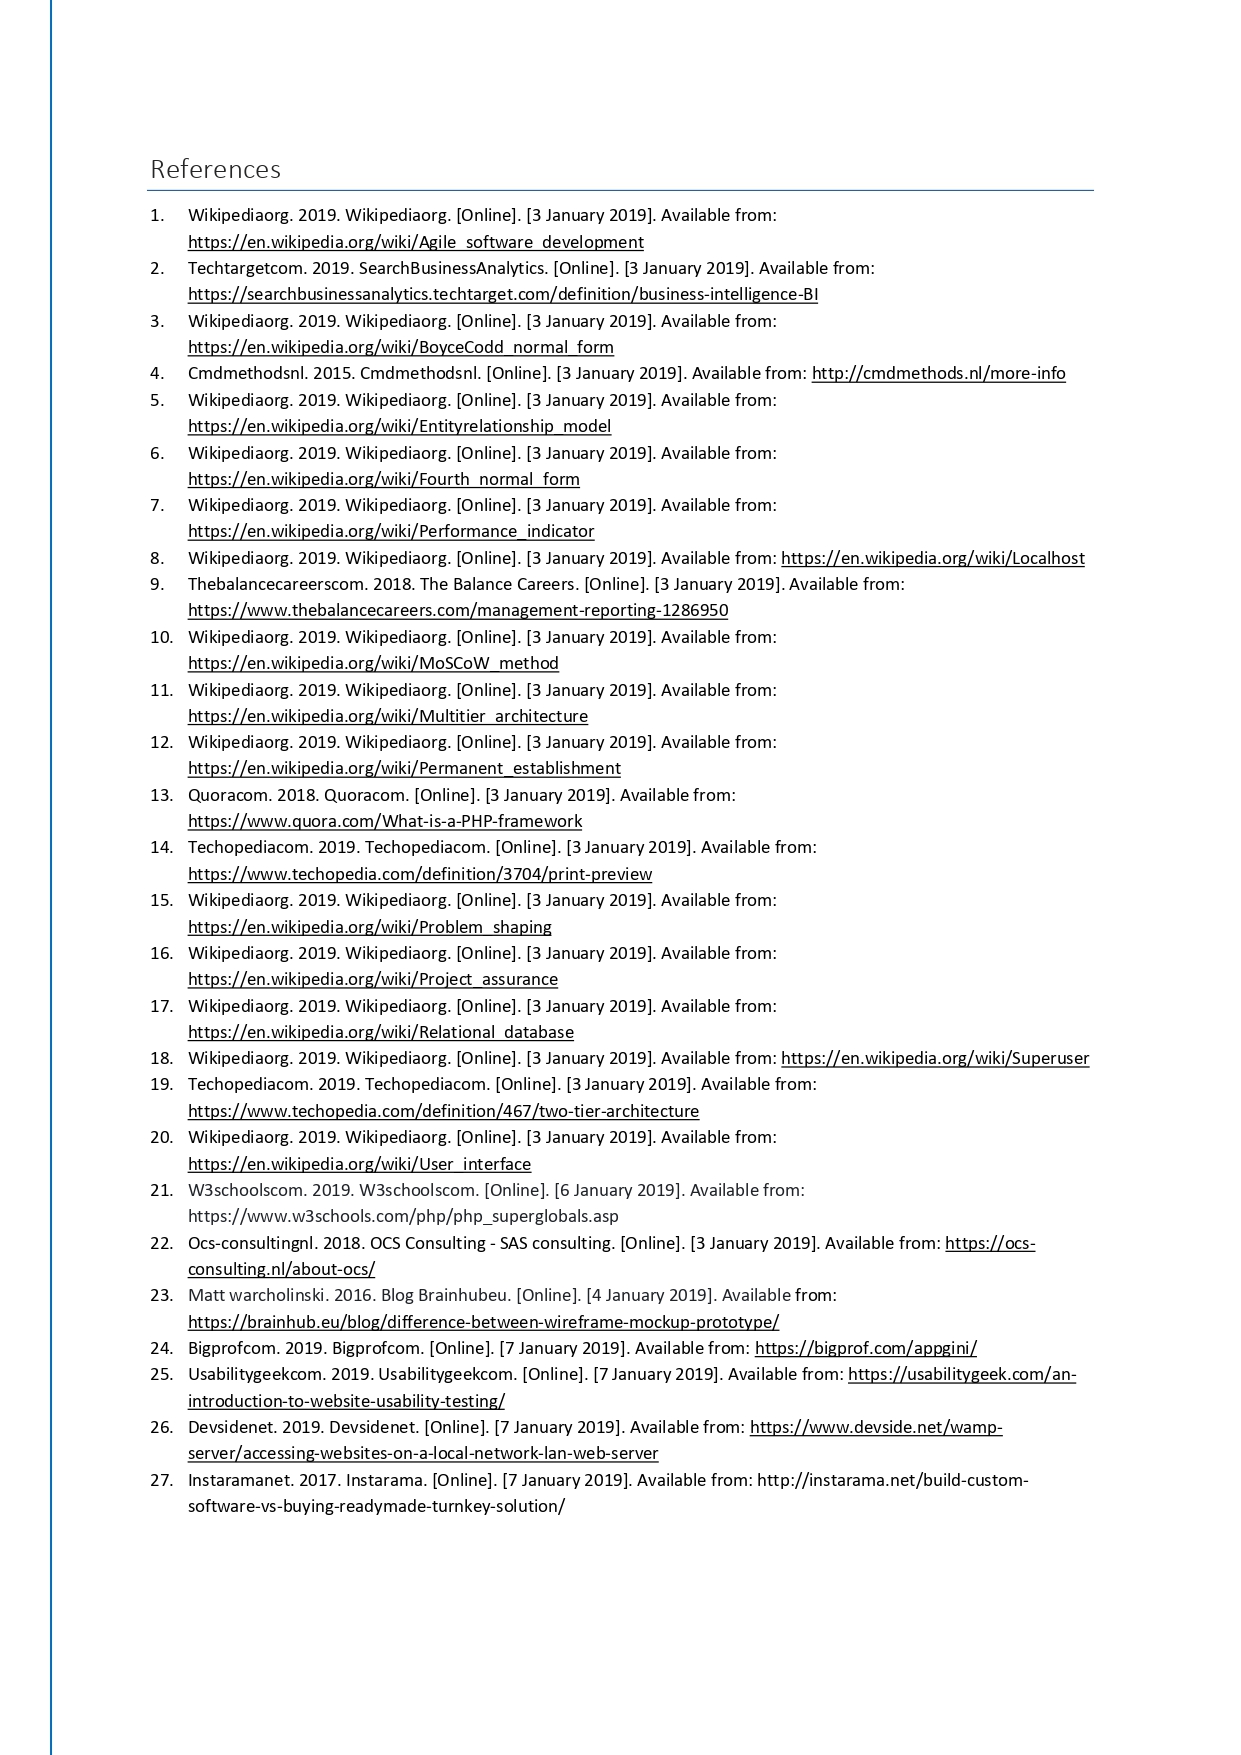 References
1. Wikipediaorg. 2019. Wikipediaorg. [Online]. [3 January 2019]. Available from:
https://en.wikipedia.org/wiki/Agile_software_development
2. Techtargetcom. 2019. SearchBusinessAnalytics. [Online]. [3 January 2019]. Available from:
https://searchbusinessanalytics.techtarget.com/definition/business-intelligence-BI
3. Wikipediaorg. 2019. Wikipediaorg. [Online]. [3 January 2019]. Available from:
https://en.wikipedia.org/wiki/BoyceCodd_normal_form
4. Cmdmethodsnl. 2015. Cmdmethodsnl. [Online]. [3 January 2019]. Available from: http://cmdmethods.nl/more-info
5. Wikipediaorg. 2019. Wikipediaorg. [Online]. [3 January 2019]. Available from:
https://en.wikipedia.org/wiki/Entityrelationship_model
6. Wikipediaorg. 2019. Wikipediaorg. [Online]. [3 January 2019]. Available from:
https://en.wikipedia.org/wiki/Fourth_normal_form
7. Wikipediaorg. 2019. Wikipediaorg. [Online]. [3 January 2019]. Available from:
https://en.wikipedia.org/wiki/Performance_indicator
8. Wikipediaorg. 2019. Wikipediaorg. [Online]. [3 January 2019]. Available from: https://en.wikipedia.org/wiki/Localhost
9. Thebalancecareerscom. 2018. The Balance Careers. [Online]. [3 January 2019]. Available from:
https://www.thebalancecareers.com/management-reporting-1286950
10. Wikipediaorg. 2019. Wikipediaorg. [Online]. [3 January 2019]. Available from:
https://en.wikipedia.org/wiki/MoSCoW_method
11. Wikipediaorg. 2019. Wikipediaorg. [Online]. [3 January 2019]. Available from:
https://en.wikipedia.org/wiki/Multitier_architecture
12. Wikipediaorg. 2019. Wikipediaorg. [Online]. [3 January 2019]. Available from:
https://en.wikipedia.org/wiki/Permanent_establishment
13. Quoracom. 2018. Quoracom. [Online]. [3 January 2019]. Available from:
https://www.quora.com/What-is-a-PHP-framework
14. Techopediacom. 2019. Techopediacom. [Online]. [3 January 2019]. Available from:
https://www.techopedia.com/definition/3704/print-preview
15. Wikipediaorg. 2019. Wikipediaorg. [Online]. [3 January 2019]. Available from:
https://en.wikipedia.org/wiki/Problem_shaping
16. Wikipediaorg. 2019. Wikipediaorg. [Online]. [3 January 2019]. Available from:
https://en.wikipedia.org/wiki/Project_assurance
17. Wikipediaorg. 2019. Wikipediaorg. [Online]. [3 January 2019]. Available from:
https://en.wikipedia.org/wiki/Relational_database
18. Wikipediaorg. 2019. Wikipediaorg. [Online]. [3 January 2019]. Available from: https://en.wikipedia.org/wiki/Superuser
19. Techopediacom. 2019. Techopediacom. [Online]. [3 January 2019]. Available from:
https://www.techopedia.com/definition/467/two-tier-architecture
20. Wikipediaorg. 2019. Wikipediaorg. [Online]. [3 January 2019]. Available from:
https://en.wikipedia.org/wiki/User_interface
21. W3schoolscom. 2019. W3schoolscom. [Online]. [6 January 2019]. Available from:
https://www.w3schools.com/php/php_superglobals.asp
22. Ocs-consultingnl. 2018. OCS Consulting - SAS consulting. [Online]. [3 January 2019]. Available from: https://ocs-
consulting.nl/about-ocs/
23. Matt warcholinski. 2016. Blog Brainhubeu. [Online]. [4 January 2019]. Available from:
https://brainhub.eu/blog/difference-between-wireframe-mockup-prototype/
24. Bigprofcom. 2019. Bigprofcom. [Online]. [7 January 2019]. Available from: https://bigprof.com/appgini/
25. Usabilitygeekcom. 2019. Usabilitygeekcom. [Online]. [7 January 2019]. Available from: https://usabilitygeek.com/an-
introduction-to-website-usability-testing/
26. Devsidenet. 2019. Devsidenet. [Online]. [7 January 2019]. Available from: https://www.devside.net/wamp-
server/accessing-websites-on-a-local-network-lan-web-server
27. Instaramanet. 2017. Instarama. [Online]. [7 January 2019]. Available from: http://instarama.net/build-custom-
software-vs-buying-readymade-turnkey-solution/